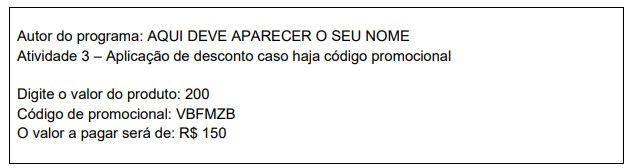 Autor do programa: AQUI DEVE APARECER O SEU NOME
Atividade 3 – Aplicação de desconto caso haja código promocional
Digite o valor do produto: 200
Código de promocional: VBFMZB
O valor a pagar será de: R$ 150